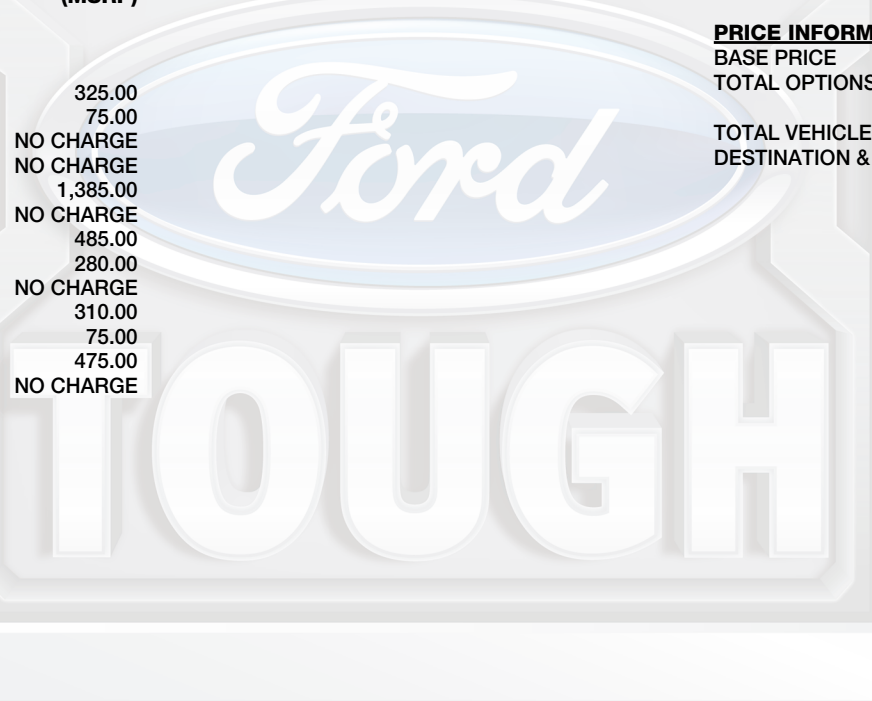 (MSRP)
325.00
75.00
NO CHARGE
NO CHARGE
1,385.00
NO CHARGE
485.00
280.00
NO CHARGE
310.00
75.00
475.00
NO CHARGE
PRICE INFORM
BASE PRICE
TOTAL OPTIONS
TOTAL VEHICLE
DESTINATION &
Ford
TOUGH